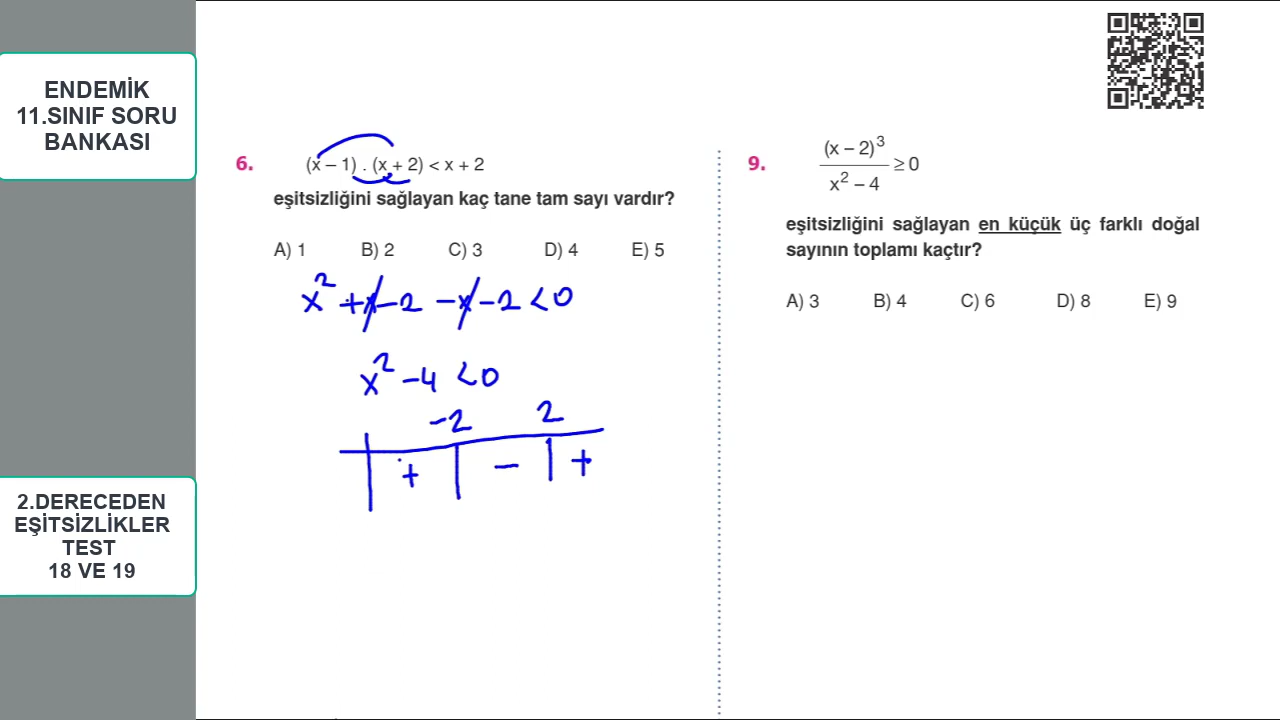 ENDEMİK
11.SINIF SORU
BANKASI
2.DERECEDEN
EŞİTSİZLİKLER
TEST
18 VE 19
6. (x – 1) . (x + 2) < x + 2
eşitsizliğini sağlayan kaç tane tam sayı vardır?
A) 1 B) 2 C) 3 D) 4 E) 5
x² + x – 2 – x – 2 < 0
x² – 4 < 0
-2 2
+ – +
9. (x – 2)³ / x² – 4 ≥ 0
eşitsizliğini sağlayan en küçük üç farklı doğal
sayının toplamı kaçtır?
A) 3 B) 4 C) 6 D) 8 E) 9